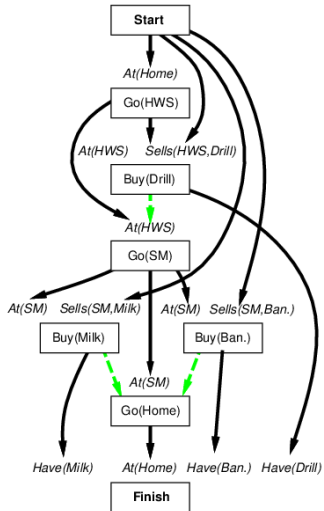 Start
At(Home)
Go(HWS)
At(HWS) Sells(HWS,Drill)
Buy(Drill)
At(HWS)
Go(SM)
At(SM) Sells(SM,Milk) At(SM) Sells(SM,Ban.)
Buy(Milk) Buy(Ban.)
At(SM)
Go(Home)
Have(Milk) At(Home) Have(Ban.) Have(Drill)
Finish